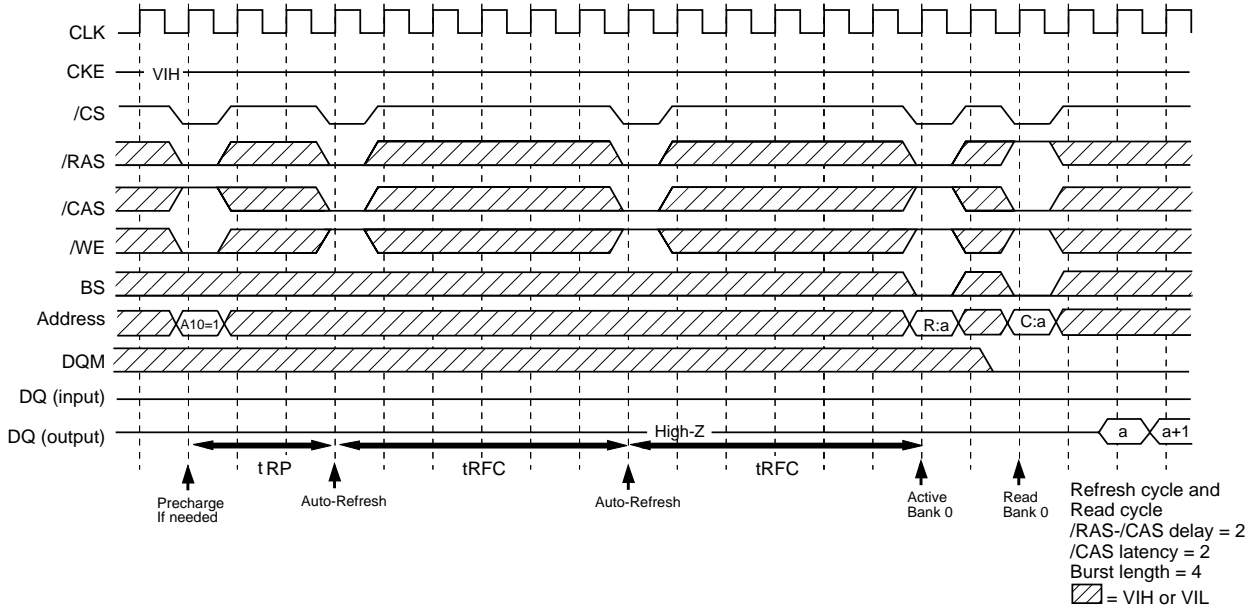 CLK
CKE
VIH
/CS
/RAS
/CAS
/WE
BS
Address
A10=1
R:a
C:a
DQM
DQ (input)
DQ (output)
High-Z
a
a+1
tRP
tRFC
tRFC
Precharge
If needed
Auto-Refresh
Auto-Refresh
Active
Bank 0
Read
Bank 0
Refresh cycle and
Read cycle
/RAS-/CAS delay = 2
/CAS latency = 2
Burst length = 4
= VIH or VIL